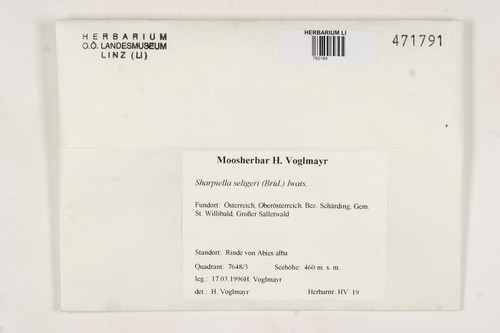 HERBARIUM
O.Ö. LANDESMUSEUM
LINZ (LI)
HERBARIUM LI
763189
471791
Moosherbar H. Voglmayr
Sharpiella seligeri (Brid.) Iwats.
Fundort: Österreich, Oberösterreich, Bez. Schärding, Gem.
St. Willibald, Großer Salletwald
Standort: Rinde von Abies alba
Quadrant: 7648/3 Seehöhe: 460 m. s. m.
leg.: 17.03.1996H. Voglmayr
det.: H. Voglmayr Herbarnr. HV 19